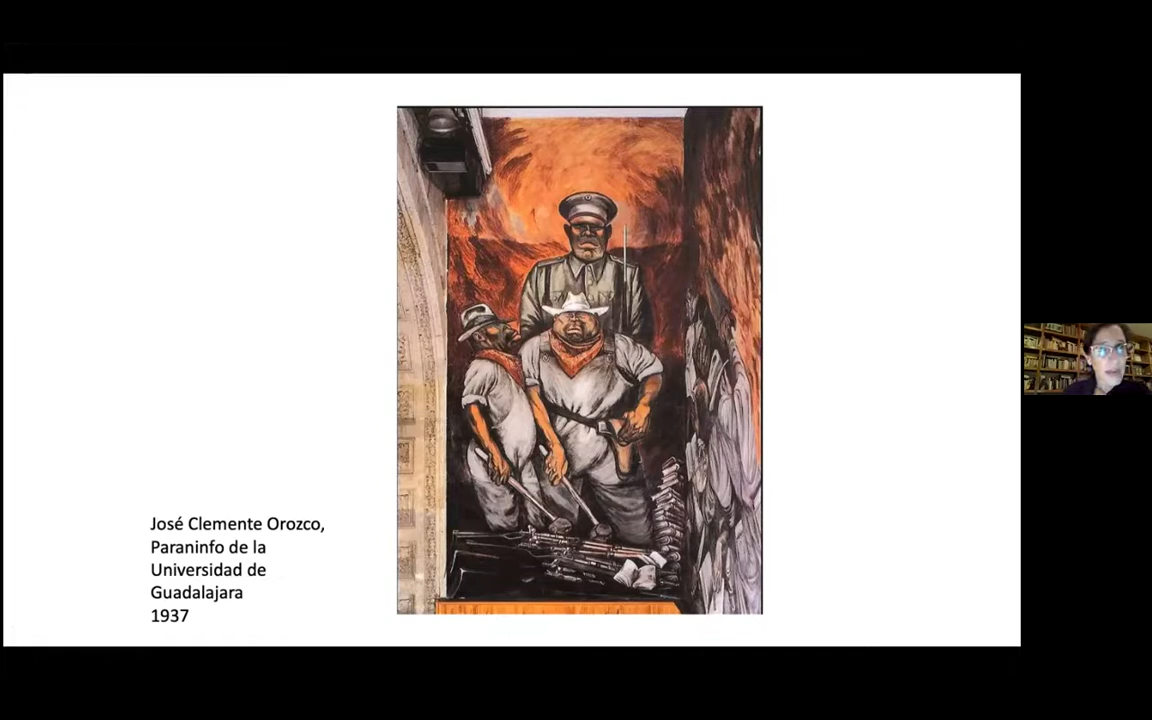 José Clemente Orozco,
Paraninfo de la
Universidad de
Guadalajara
1937